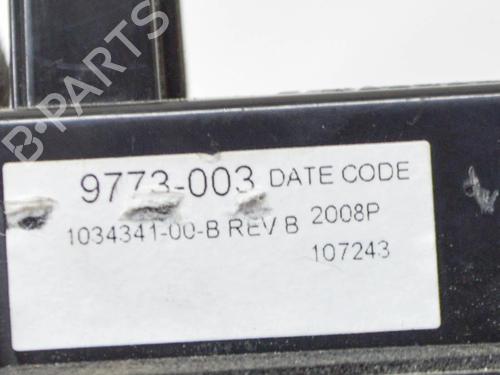 B-PARTS
9773-003 DATE CODE
1034341-00-B REV B 2008P
107243